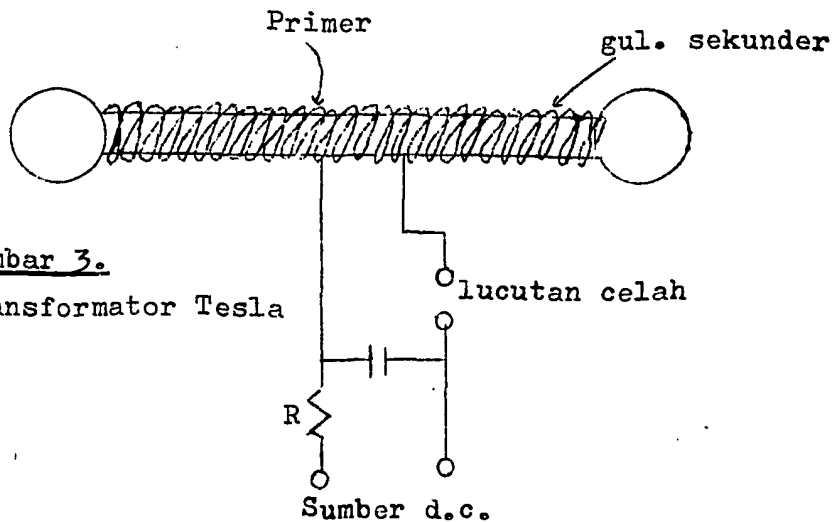 Primer
gul. sekunder
mbar 3.
ansformator Tesla
lucutan celah
R
Sumber d.c.